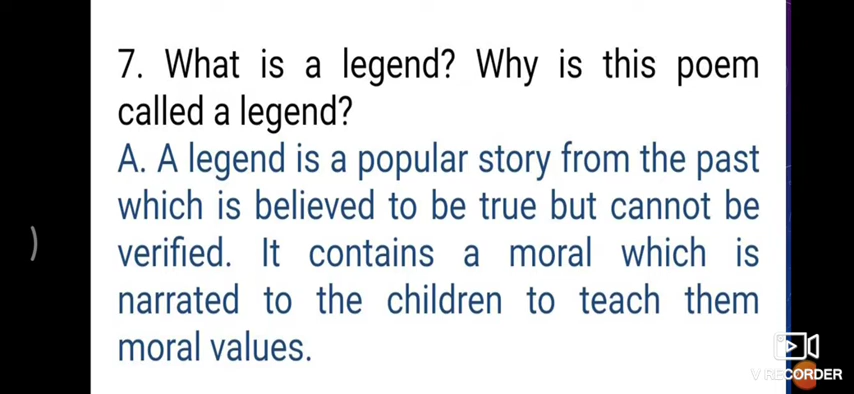 7. What is a legend? Why is this poem
called a legend?
A. A legend is a popular story from the past
which is believed to be true but cannot be
verified. It contains a moral which is
narrated to the children to teach them
moral values.
V RECORDER